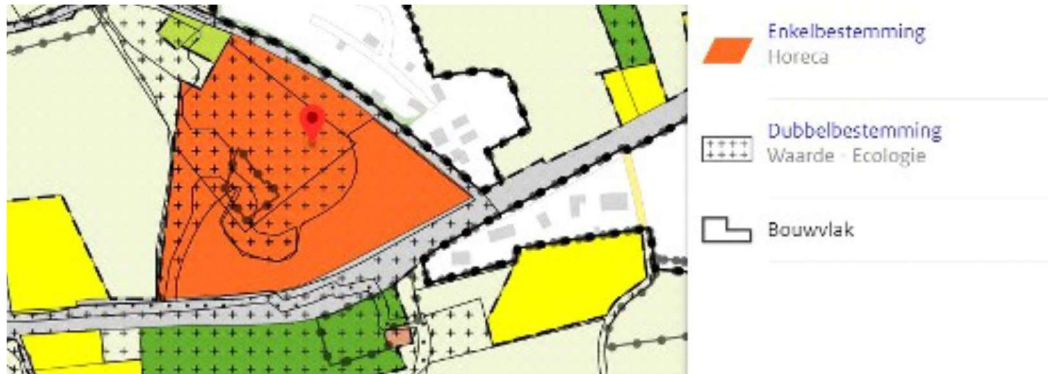 Enkelbestemming
Horeca
Dubbelbestemming
Waarde - Ecologie
Bouwvlak